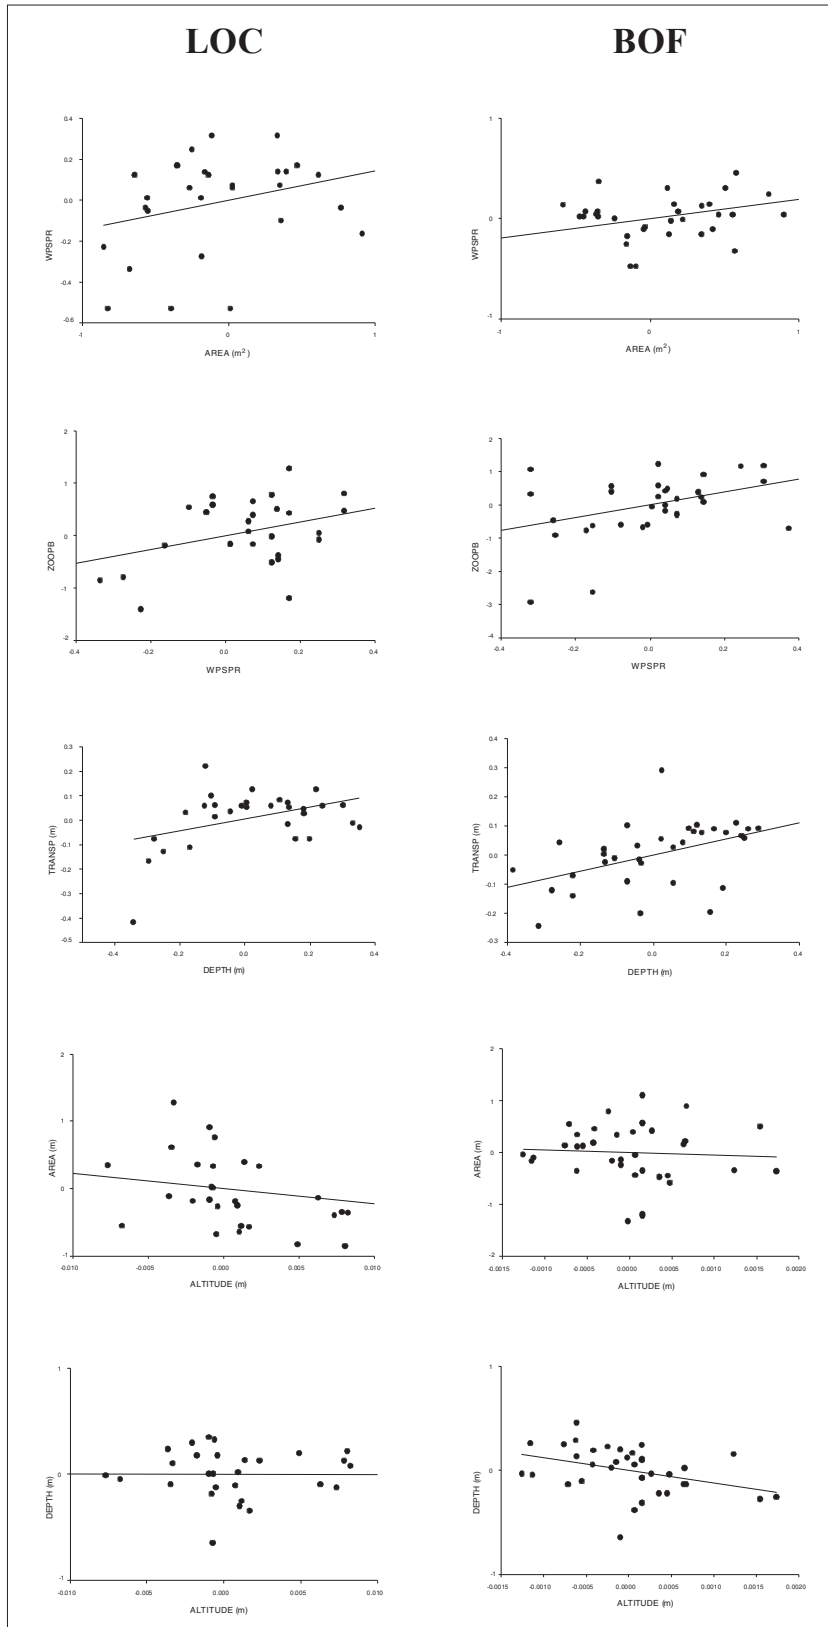 LOC BOF
0.4
0.2
0.0
-0.2
-0.4
-0.6
WPSPR
-1 0 1
AREA (m2)
1
0
-1
WPSPR
-1 0 1
AREA (m2)
2
1
0
-1
-2
ZOOPB
-0.4 -0.2 0.0 0.2 0.4
WPSPR
2
1
0
-1
-2
-3
-4
ZOOPB
-0.4 -0.2 0.0 0.2 0.4
WPSPR
0.3
0.2
0.1
0.0
-0.1
-0.2
-0.3
-0.4
-0.5
TRANSP (m)
-0.4 -0.2 0.0 0.2 0.4
DEPTH (m)
0.4
0.3
0.2
0.1
0.0
-0.1
-0.2
-0.3
TRANSP (m)
-0.4 -0.2 0.0 0.2 0.4
DEPTH (m)
2
1
0
-1
AREA (m)
-0.010 -0.005 0.000 0.005 0.010
ALTITUDE (m)
2
1
0
-1
-2
AREA (m)
-0.0015 -0.0010 -0.0005 0.0000 0.0005 0.0010 0.0015 0.0020
ALTITUDE (m)
1
0
-1
DEPTH (m)
-0.010 -0.005 0.000 0.005 0.010
ALTITUDE (m)
1
0
-1
DEPTH (m)
-0.0015 -0.0010 -0.0005 0.0000 0.0005 0.0010 0.0015 0.0020
ALTITUDE (m)